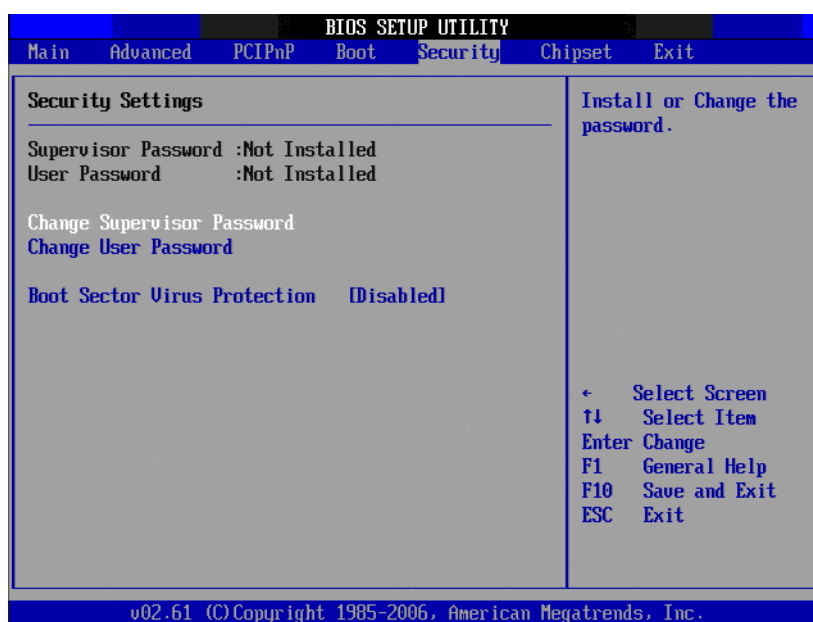 BIOS SETUP UTILITY
Main Advanced PCIPnP Boot Security Chipset Exit
Security Settings
Supervisor Password :Not Installed
User Password :Not Installed
Change Supervisor Password
Change User Password
Boot Sector Virus Protection [Disabled]
Install or Change the
password.
← Select Screen
↑↓ Select Item
Enter Cbange
F1 General Help
F10 Save and Exit
ESC Exit
v02.61 (C)Copyright 1985-2006, American Megatrends, Inc.